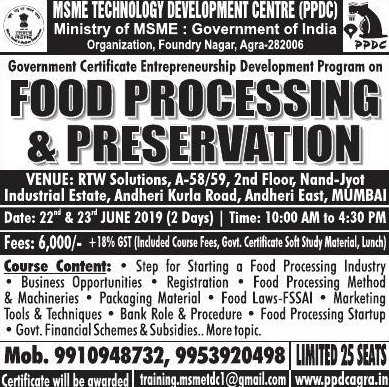 MSME TECHNOLOGY DEVELOPMENT CENTRE (PPDC)
Ministry of MSME : Government of India
Organization, Foundry Nagar, Agra-282006
PPDC
Government Certificate Entrepreneurship Development Program on
FOOD PROCESSING
& PRESERVATION
VENUE: RTW Solutions, A-58/59, 2nd Floor, Nand-Jyot
Industrial Estate, Andheri Kurla Road, Andheri East, MUMBAI
Date: 22nd & 23rd JUNE 2019 (2 Days) | Time: 10:00 AM to 4:30 PM
Fees: 6,000/- +18% GST (Included Course Fees, Govt. Certificate Soft Study Material, Lunch)
Course Content: • Step for Starting a Food Processing Industry
• Business Opportunities • Registration • Food Processing Method
& Machineries • Packaging Material • Food Laws-FSSAI • Marketing
Tools & Techniques • Bank Role & Procedure • Food Processing Startup
• Govt. Financial Schemes & Subsidies.. More topic.
Mob. 9910948732, 9953920498 LIMITED 25 SEATS
Certificate will be awarded training.msmetdc1@gmail.com www.ppdcagra.in